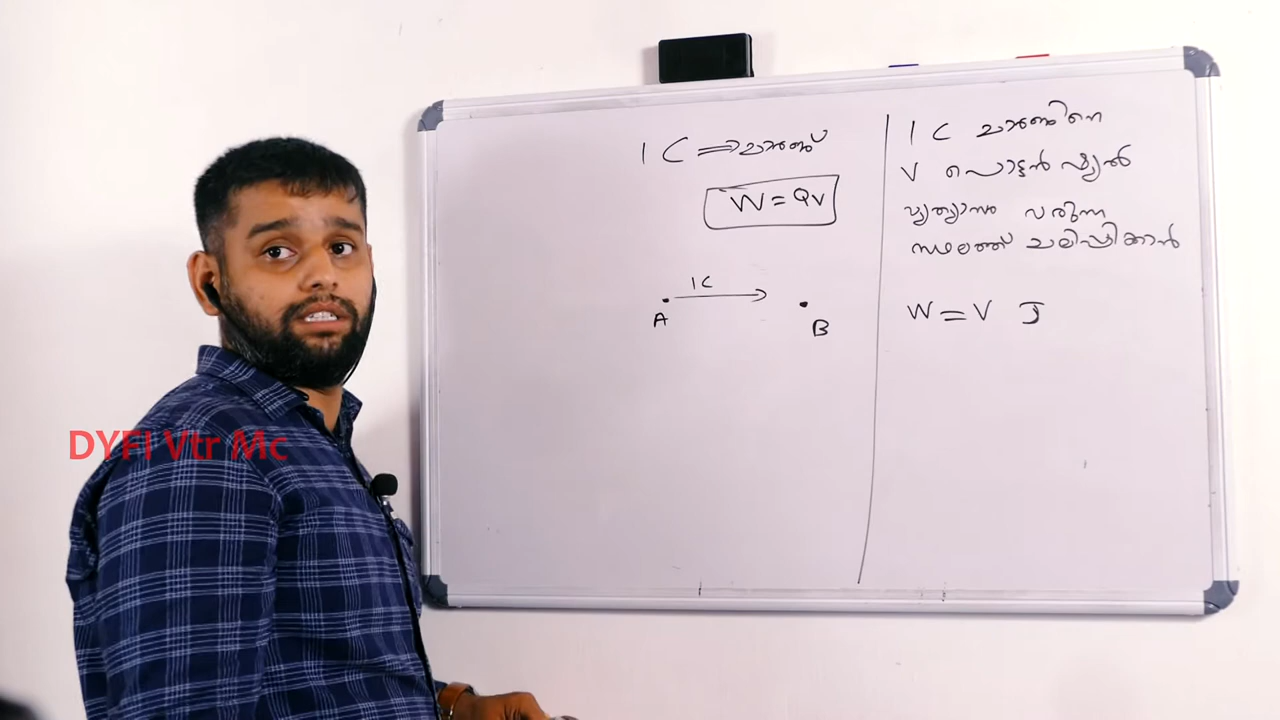 1 C ⇒ ചാർജ്
W = QV
1C
A
B
1 C ചാർജിനെ
V പൊട്ടൻഷ്യൽ
വ്യത്യാസം വരുന്ന
സ്ഥലത്ത് ചലിപ്പിക്കാൻ
W = V J
DYFI Vtr Mc